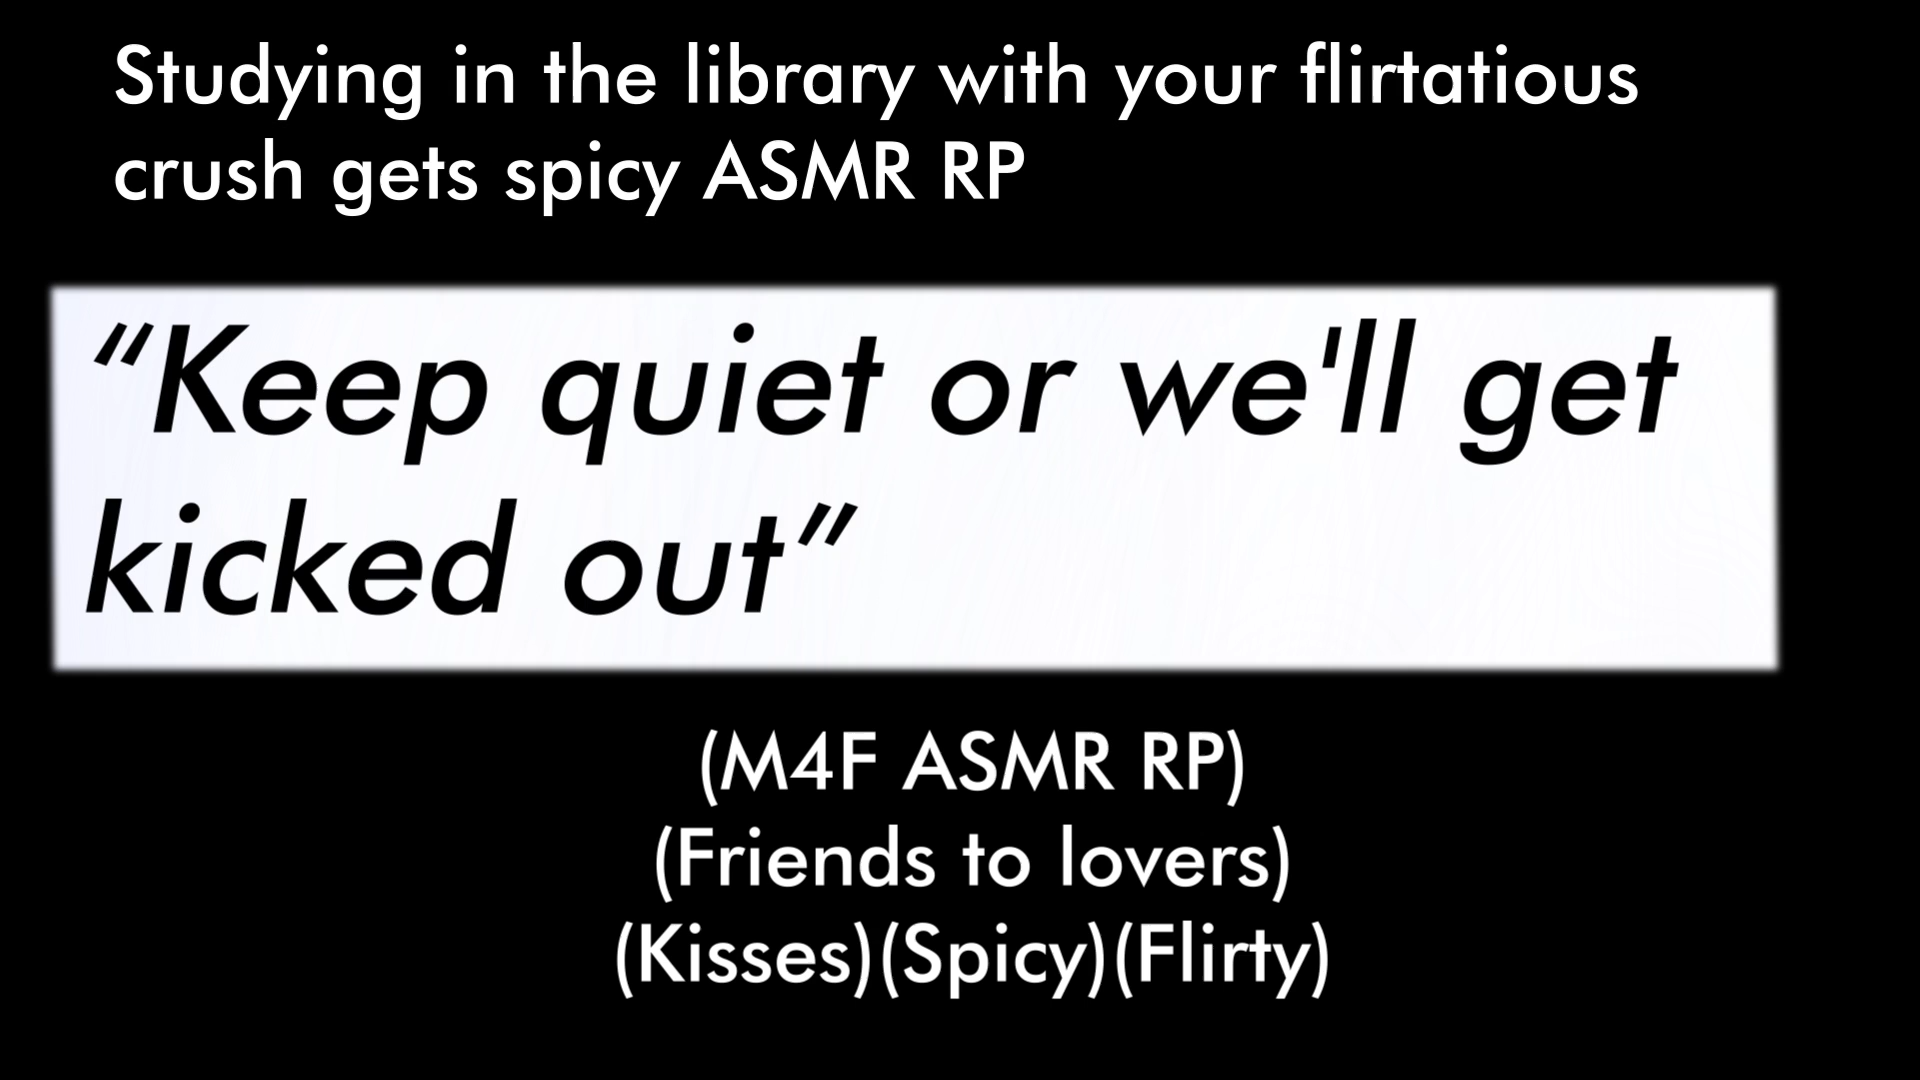 Studying in the library with your flirtatious
crush gets spicy ASMR RP
“Keep quiet or we'll get
kicked out”
(M4F ASMR RP)
(Friends to lovers)
(Kisses)(Spicy)(Flirty)